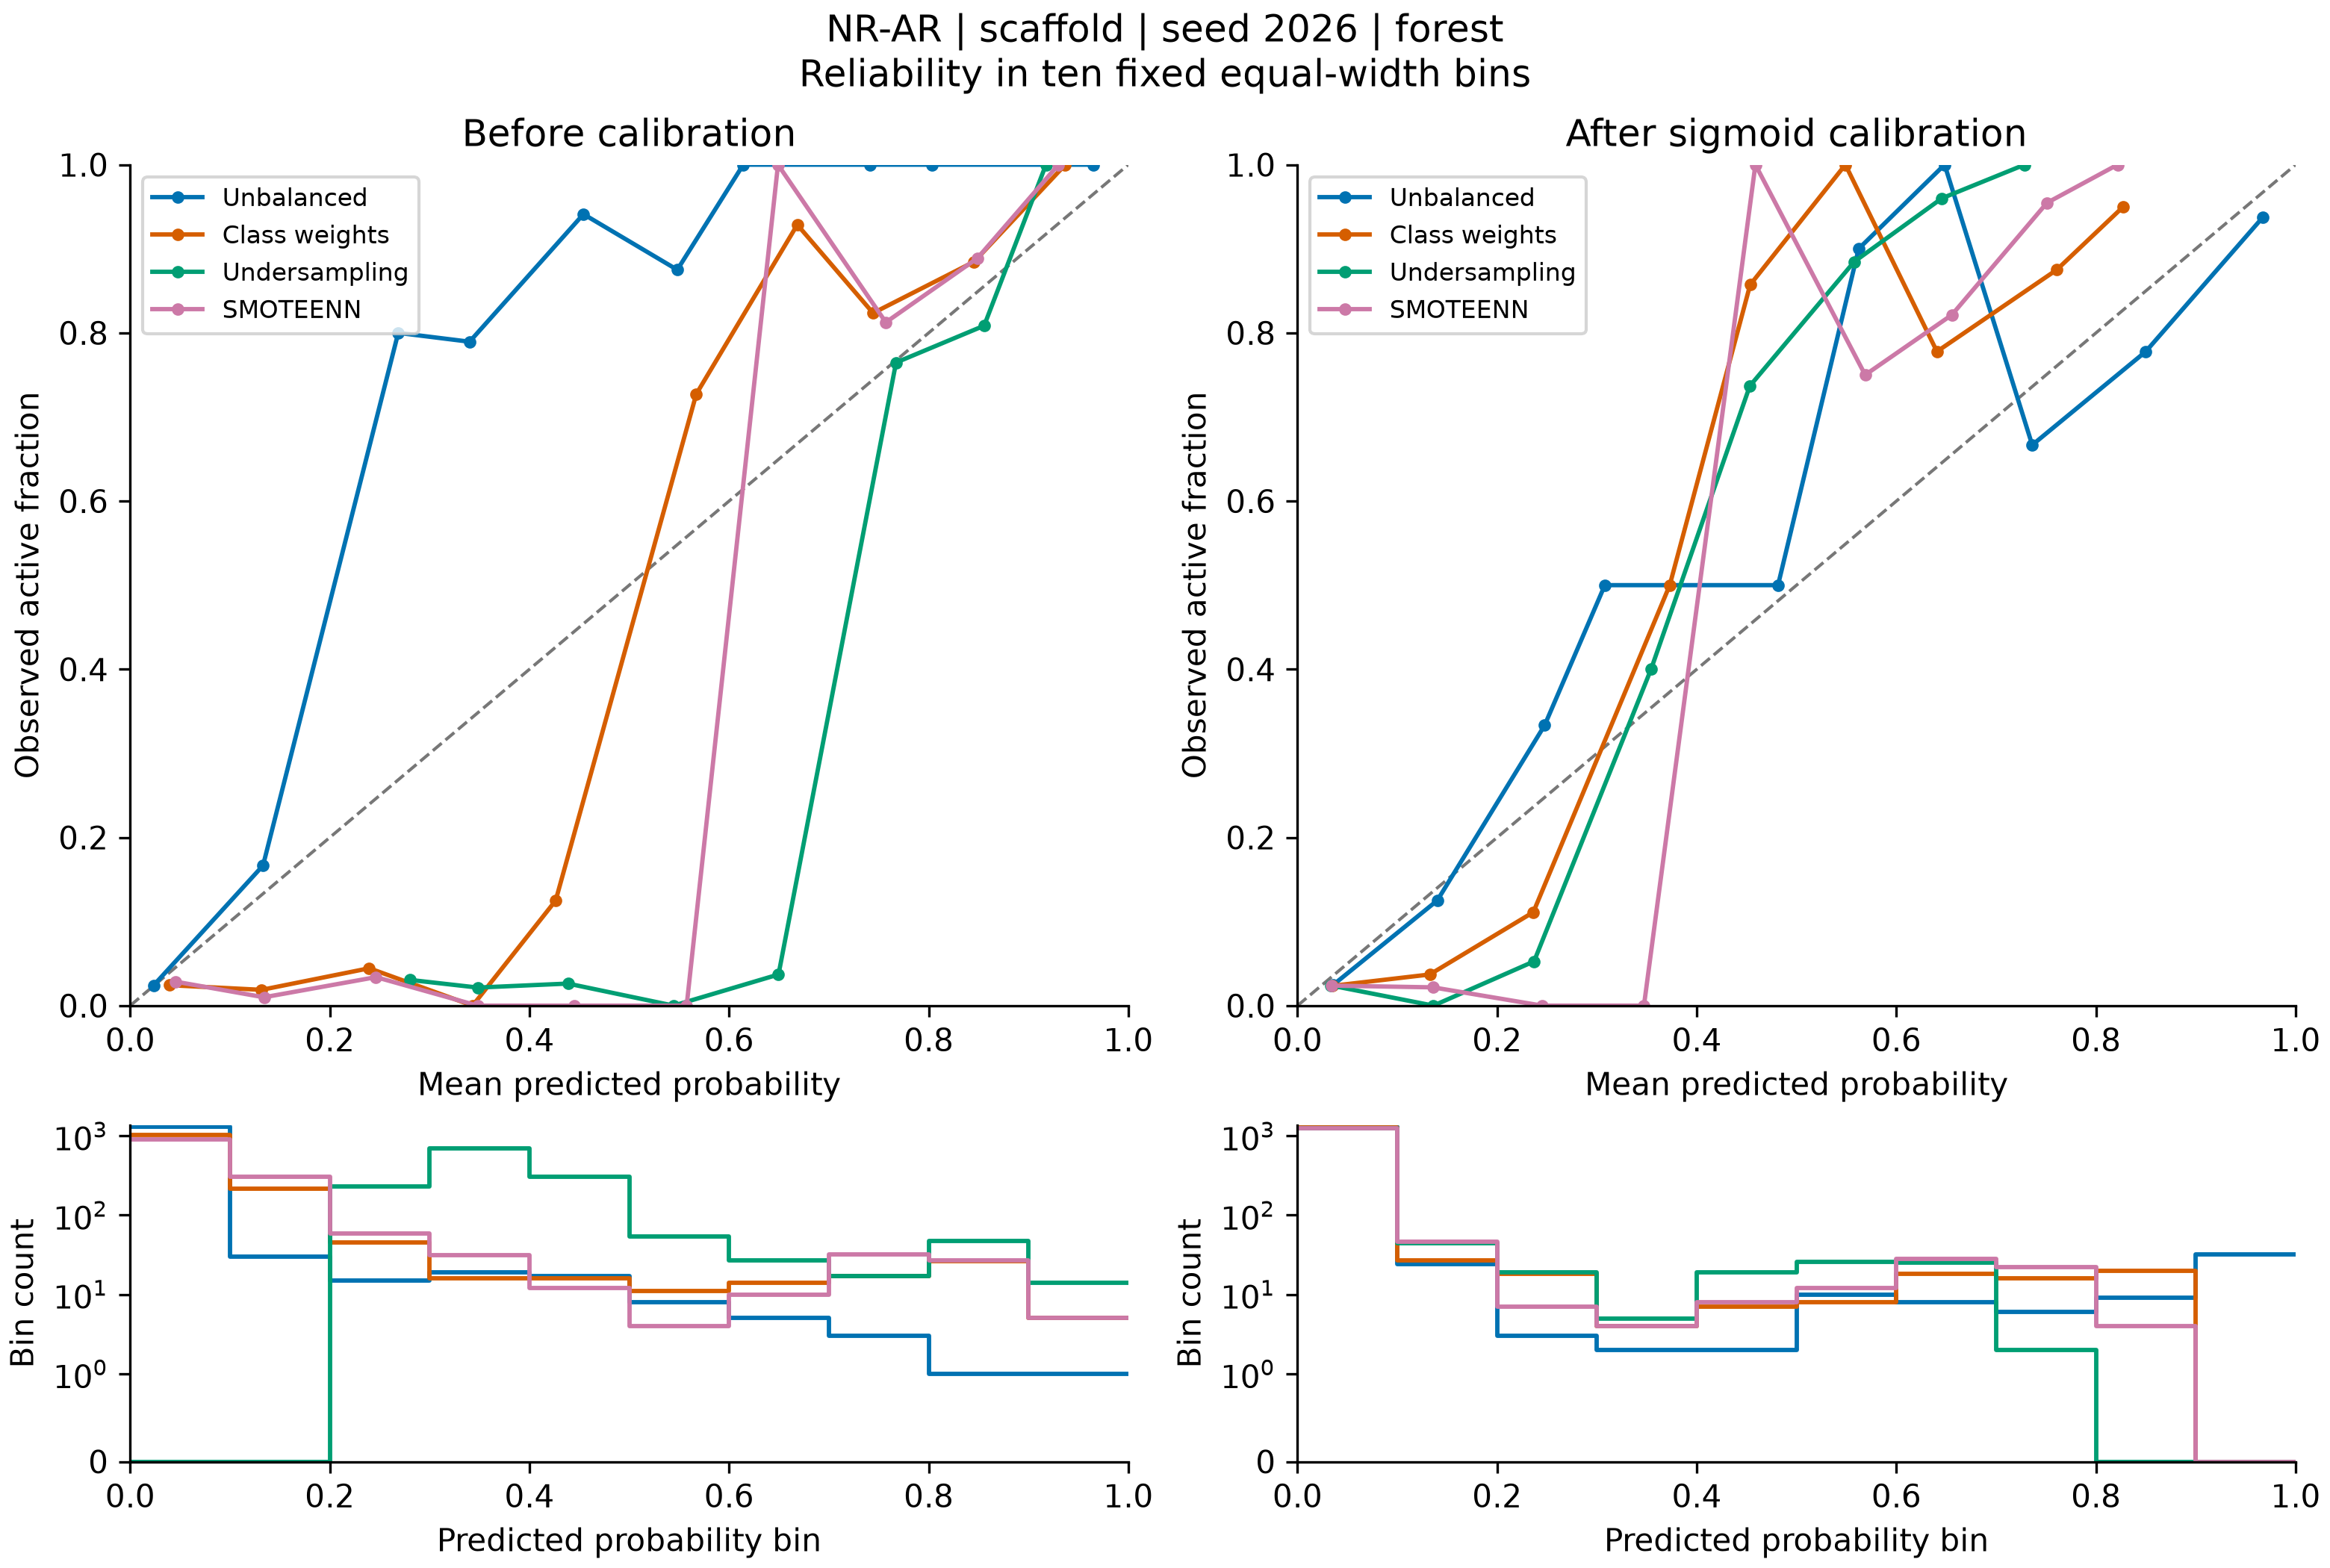 NR-AR | scaffold | seed 2026 | forest
Reliability in ten fixed equal-width bins
Before calibration
1.0
0.8
0.6
0.4
0.2
0.0
Observed active fraction
Unbalanced
Class weights
Undersampling
SMOTEENN
0.0 0.2 0.4 0.6 0.8 1.0
Mean predicted probability
After sigmoid calibration
1.0
0.8
0.6
0.4
0.2
0.0
Observed active fraction
Unbalanced
Class weights
Undersampling
SMOTEENN
0.0 0.2 0.4 0.6 0.8 1.0
Mean predicted probability
10³
10²
10¹
10⁰
0
Bin count
0.0 0.2 0.4 0.6 0.8 1.0
Predicted probability bin
10³
10²
10¹
10⁰
0
Bin count
0.0 0.2 0.4 0.6 0.8 1.0
Predicted probability bin